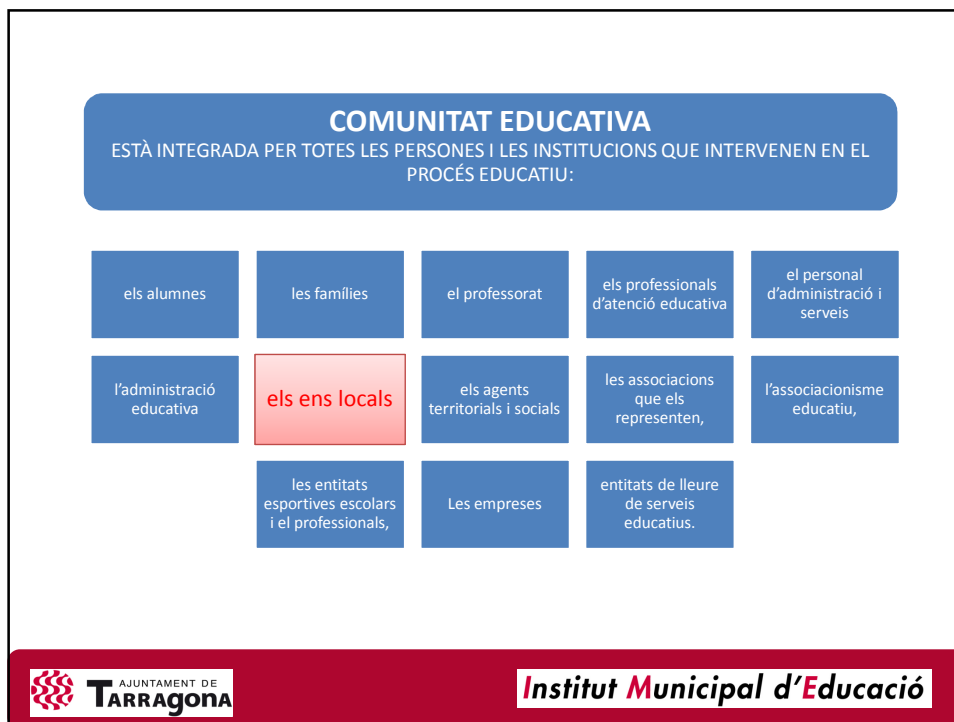 COMUNITAT EDUCATIVA
ESTÀ INTEGRADA PER TOTES LES PERSONES I LES INSTITUCIONS QUE INTERVENEN EN EL
PROCÉS EDUCATIU:
els alumnes
les famílies
el professorat
els professionals
d’atenció educativa
el personal
d’administració i
serveis
l’administració
educativa
els ens locals
els agents
territorials i socials
les associacions
que els
representen,
l’associacionisme
educatiu,
les entitats
esportives escolars
i el professionals,
Les empreses
entitats de lleure
de serveis
educatius.
AJUNTAMENT DE
TARRAGONA
Institut Municipal d’Educació